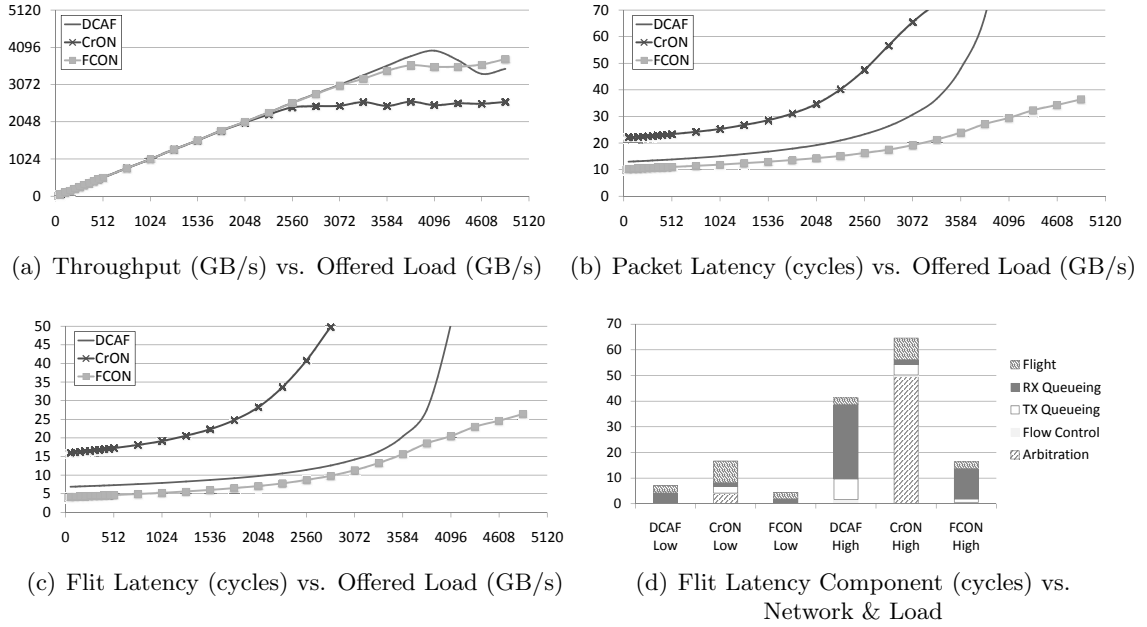 5120
4096
3072
2048
1024
0
DCAF
CrON
FCON
0 512 1024 1536 2048 2560 3072 3584 4096 4608 5120
(a) Throughput (GB/s) vs. Offered Load (GB/s)
70
60
50
40
30
20
10
0
DCAF
CrON
FCON
0 512 1024 1536 2048 2560 3072 3584 4096 4608 5120
(b) Packet Latency (cycles) vs. Offered Load (GB/s)
50
45
40
35
30
25
20
15
10
5
0
DCAF
CrON
FCON
0 512 1024 1536 2048 2560 3072 3584 4096 4608 5120
(c) Flit Latency (cycles) vs. Offered Load (GB/s)
70
60
50
40
30
20
10
0
Flight
RX Queueing
TX Queueing
Flow Control
Arbitration
DCAF CrON FCON DCAF CrON FCON
Low Low Low High High High
(d) Flit Latency Component (cycles) vs.
Network & Load